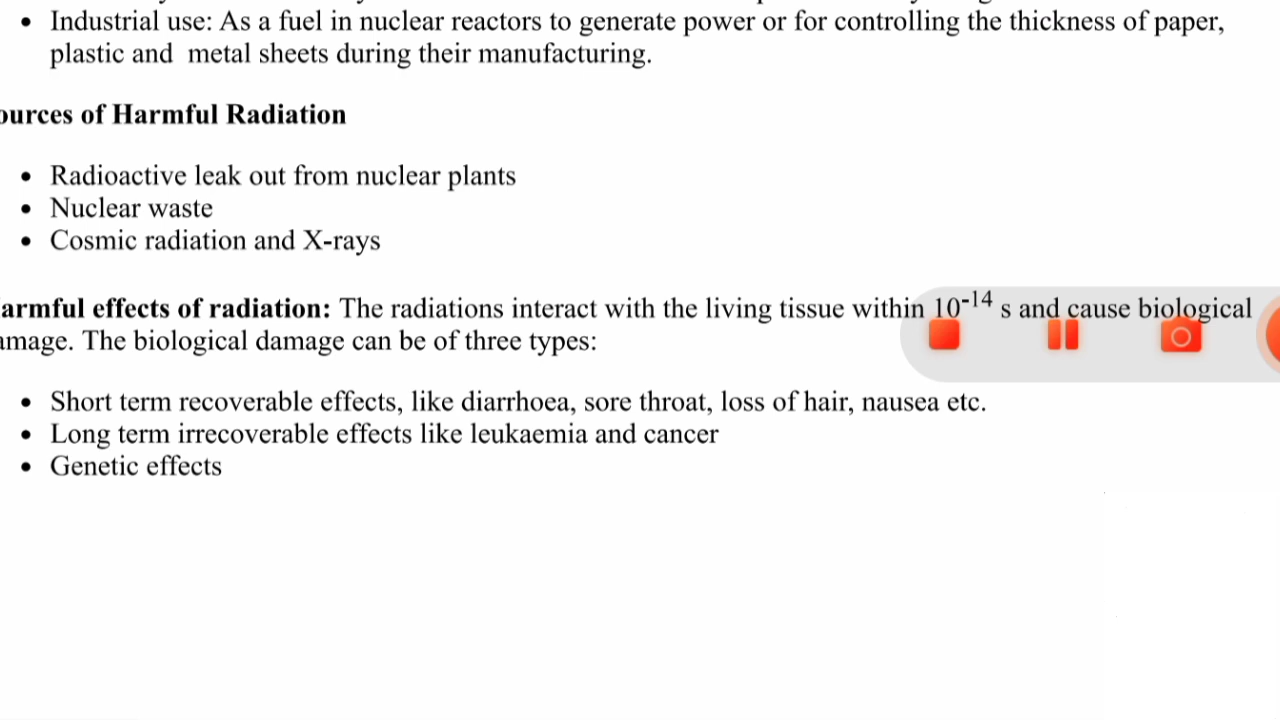 • Industrial use: As a fuel in nuclear reactors to generate power or for controlling the thickness of paper,
plastic and metal sheets during their manufacturing.
ources of Harmful Radiation
• Radioactive leak out from nuclear plants
• Nuclear waste
• Cosmic radiation and X-rays
armful effects of radiation: The radiations interact with the living tissue within 10⁻¹⁴ s and cause biological
amage. The biological damage can be of three types:
• Short term recoverable effects, like diarrhoea, sore throat, loss of hair, nausea etc.
• Long term irrecoverable effects like leukaemia and cancer
• Genetic effects